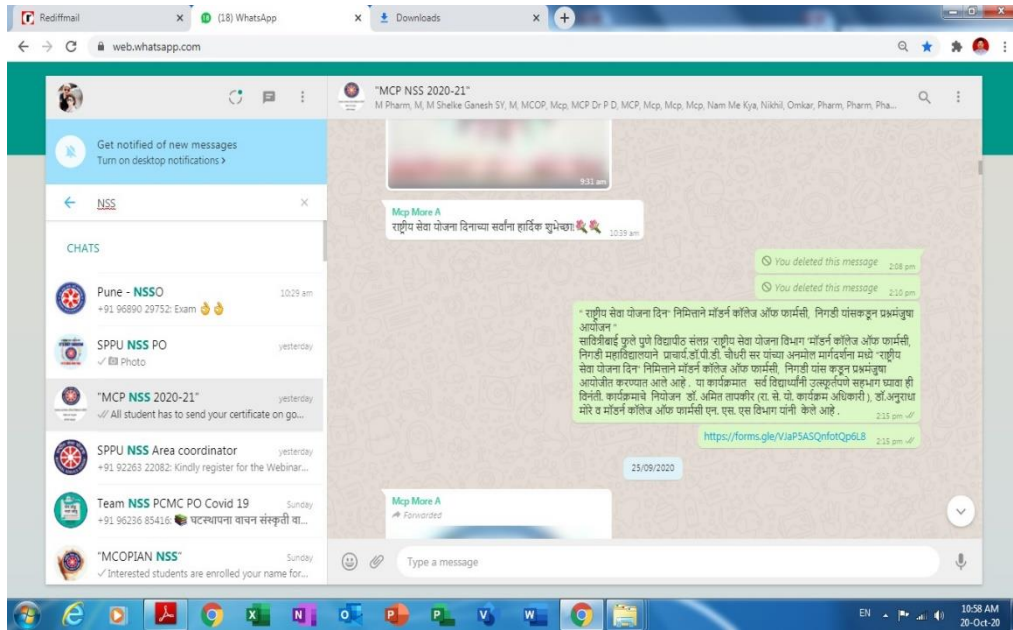 Rediffmail
(18) WhatsApp
Downloads
web.whatsapp.com
Get notified of new messages
Turn on desktop notifications >
NSS
CHATS
Pune - NSSO
10:29 am
+91 96890 29752: Exam 👌👌
SPPU NSS PO
yesterday
Photo
"MCP NSS 2020-21"
yesterday
All student has to send your certificate on go...
SPPU NSS Area coordinator
yesterday
+91 92263 22082: Kindly register for the Webinar...
Team NSS PCMC PO Covid 19
Sunday
+91 96236 85416: 📚 घटस्थापना वाचन संस्कृती वा...
"MCOPIAN NSS"
Sunday
Interested students are enrolled your name for...
"MCP NSS 2020-21"
M Pharm, M, M Shelke Ganesh SY, M, MCOP, Mcp, MCP Dr P D, MCP, Mcp, Mcp, Mcp, Nam Me Kya, Nikhil, Omkar, Pharm, Pharm, Pha...
9:31 am
Mcp More A
राष्ट्रीय सेवा योजना दिनाच्या सर्वांना हार्दिक शुभेच्छा💐💐
10:39 am
You deleted this message
2:08 pm
You deleted this message
2:10 pm
" राष्ट्रीय सेवा योजना दिन" निमित्ताने मॉडर्न कॉलेज ऑफ फार्मसी, निगडी यांसकडून प्रश्नमंजुषा
आयोजन "
सावित्रीबाई फुले पुणे विद्यापीठ संलग्न 'राष्ट्रीय सेवा योजना विभाग 'मॉडर्न कॉलेज ऑफ फार्मसी,
निगडी महाविद्यालयाने प्राचार्य.डॉ.पी.डी. चौधरी सर यांच्या अनमोल मार्गदर्शना मध्ये "राष्ट्रीय
सेवा योजना दिन" निमित्ताने मॉडर्न कॉलेज ऑफ फार्मसी, निगडी यांस कडून प्रश्नमंजुषा
आयोजीत करण्यात आले आहे . या कार्यक्रमात सर्व विद्यार्थ्यांनी उत्स्फूर्तपणे सहभाग घ्यावा ही
विनंती. कार्यक्रमाचे नियोजन डॉ. अमित तापकीर (रा. से. यो. कार्यक्रम अधिकारी ), डॉ.अनुराधा
मोरे व मॉडर्न कॉलेज ऑफ फार्मसी एन. एस. एस विभाग यांनी केले आहे .
2:15 pm
https://forms.gle/VJaP5ASQnfotQp6L8
2:15 pm
25/09/2020
Mcp More A
Forwarded
Type a message
EN
10:58 AM
20-Oct-20